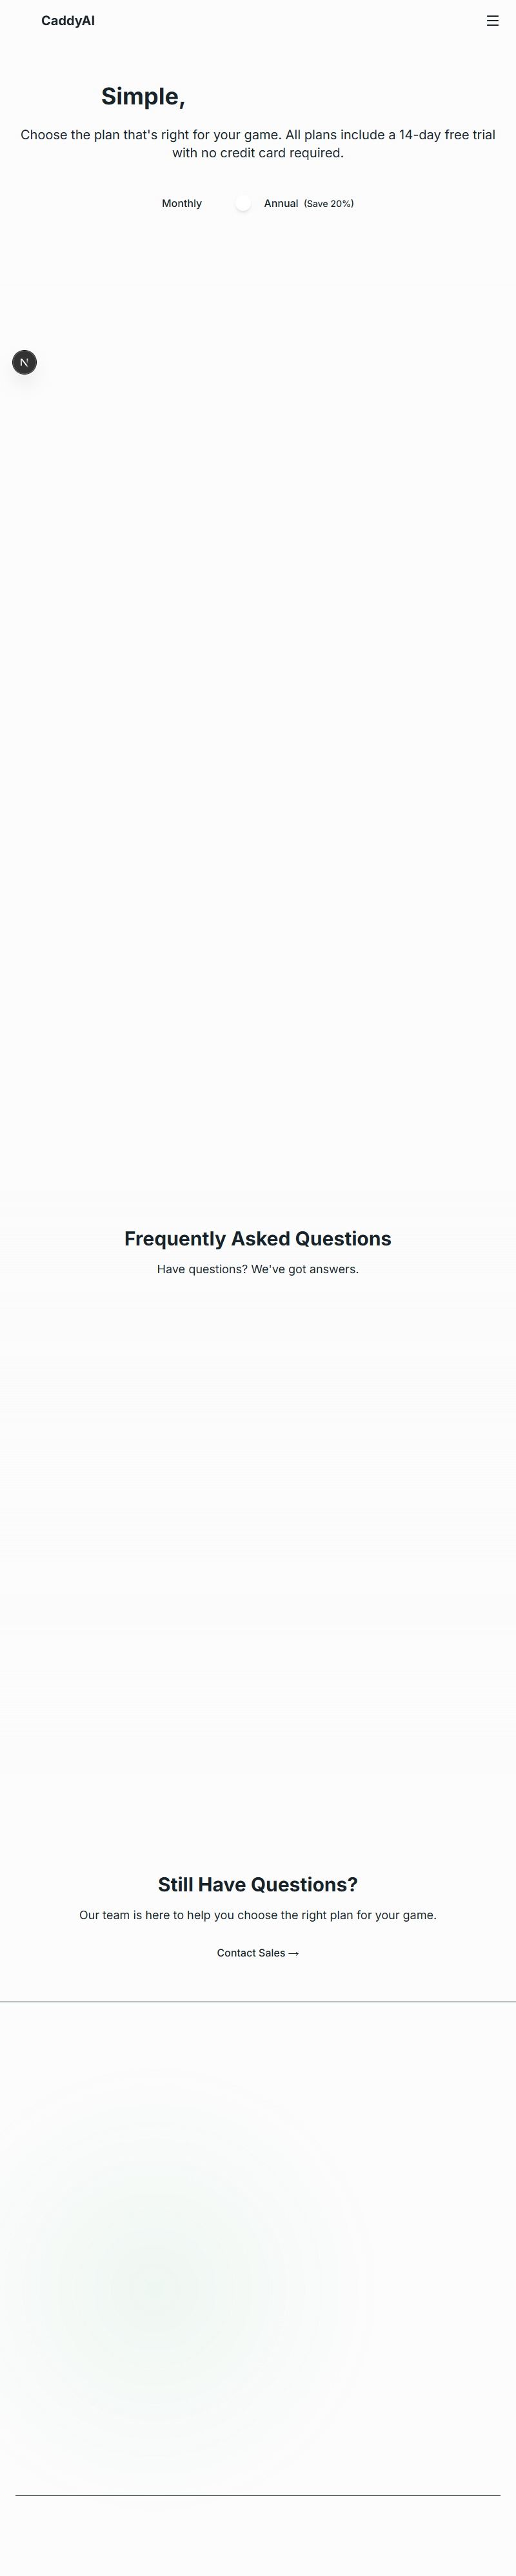 CaddyAI
Simple,
Choose the plan that's right for your game. All plans include a 14-day free trial
with no credit card required.
Monthly
Annual (Save 20%)
N
Frequently Asked Questions
Have questions? We've got answers.
Still Have Questions?
Our team is here to help you choose the right plan for your game.
Contact Sales →